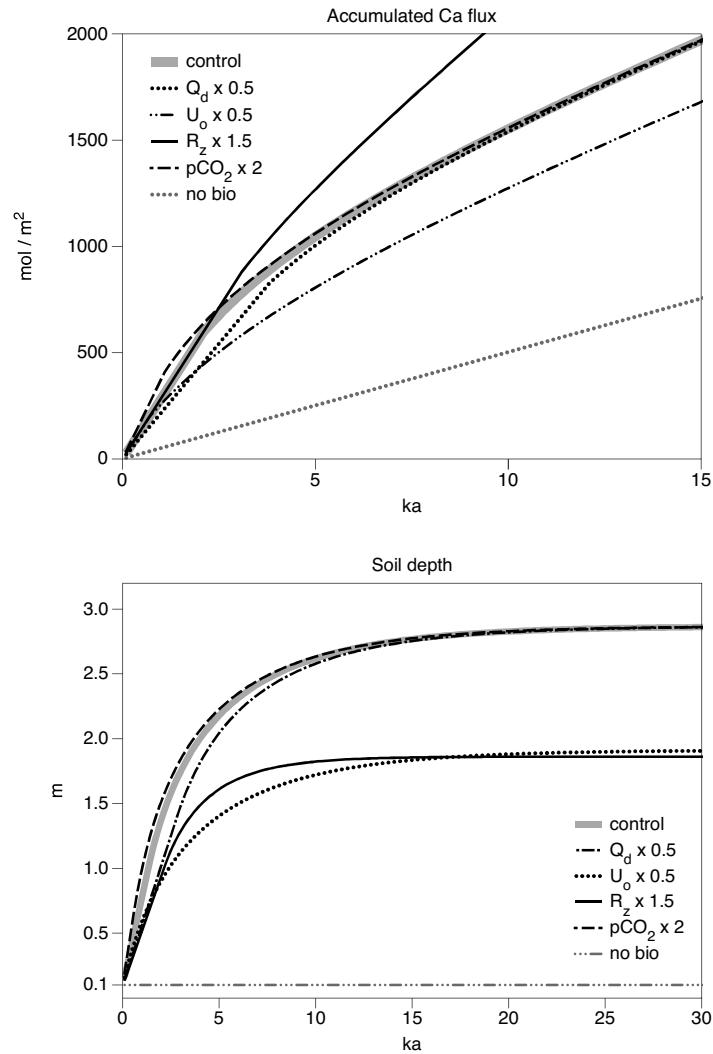 Accumulated Ca flux
2000
1500
1000
500
0
mol / m²
control
Q_d x 0.5
U_o x 0.5
R_z x 1.5
pCO₂ x 2
no bio
0 5 10 15
ka
Soil depth
3.0
2.5
2.0
1.5
1.0
0.5
0.1
m
control
Q_d x 0.5
U_o x 0.5
R_z x 1.5
pCO₂ x 2
no bio
0 5 10 15 20 25 30
ka